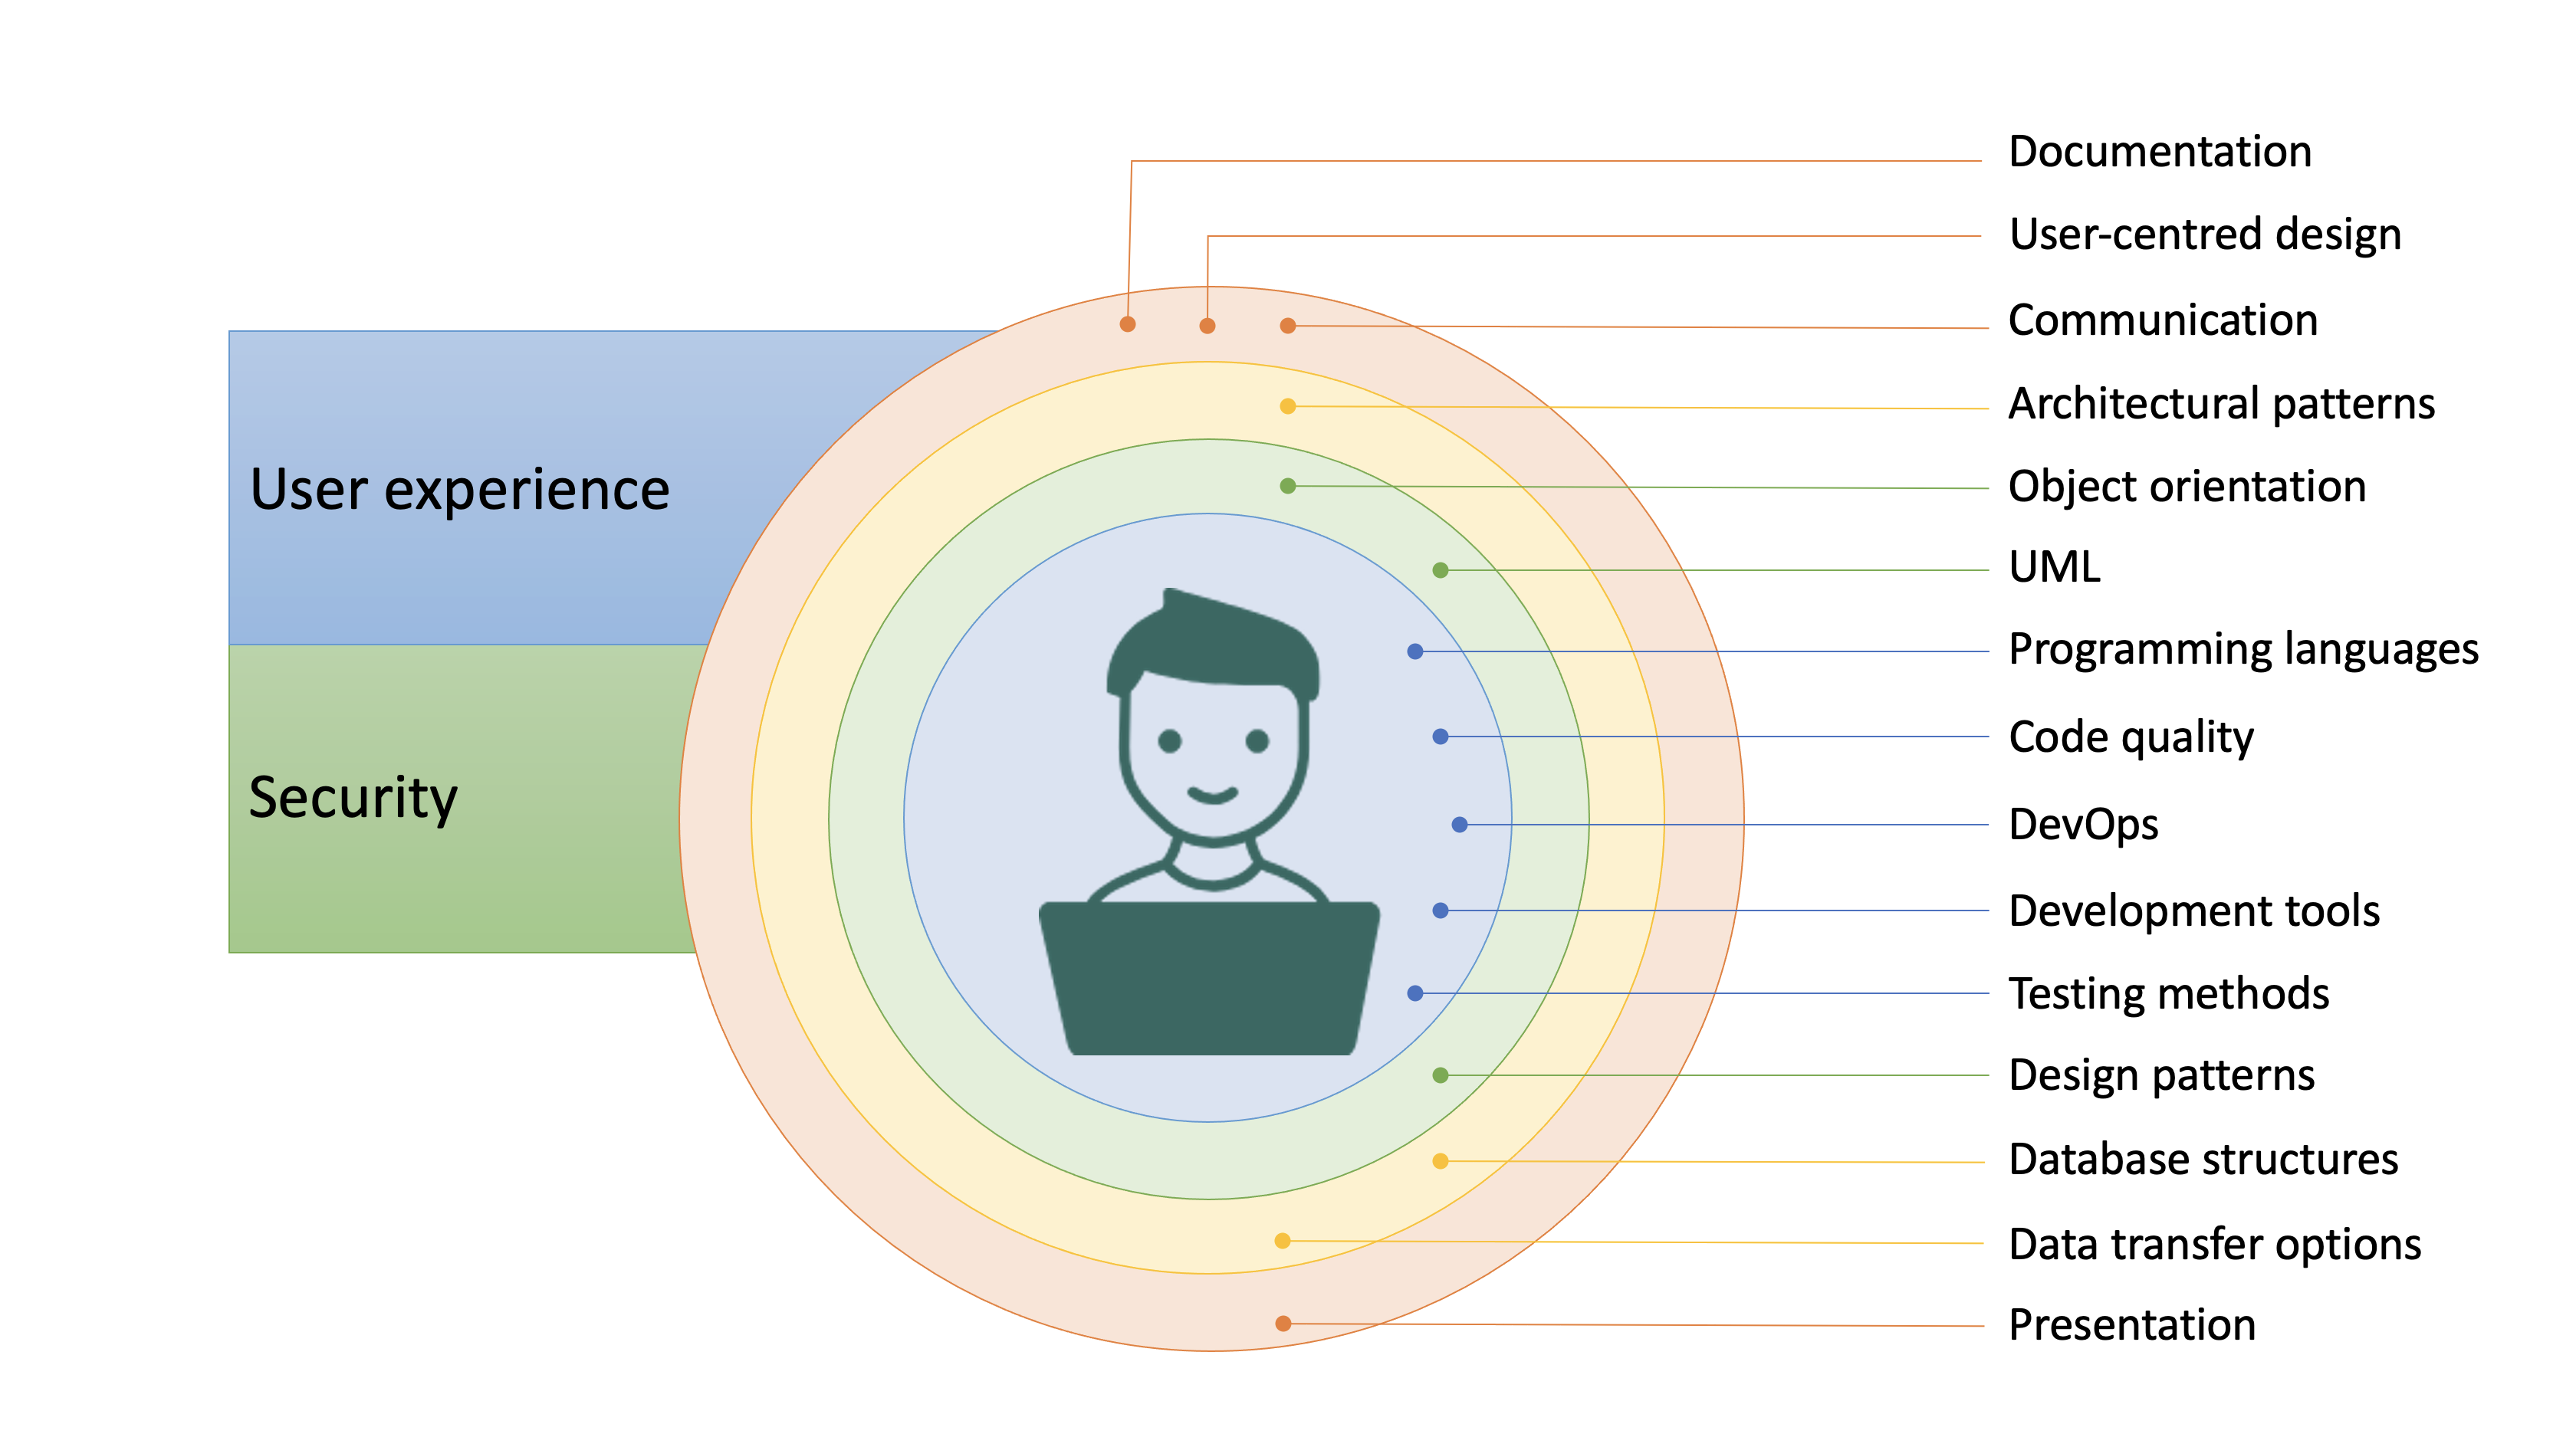 Documentation
User-centred design
Communication
Architectural patterns
Object orientation
UML
Programming languages
Code quality
DevOps
Development tools
Testing methods
Design patterns
Database structures
Data transfer options
Presentation
User experience
Security